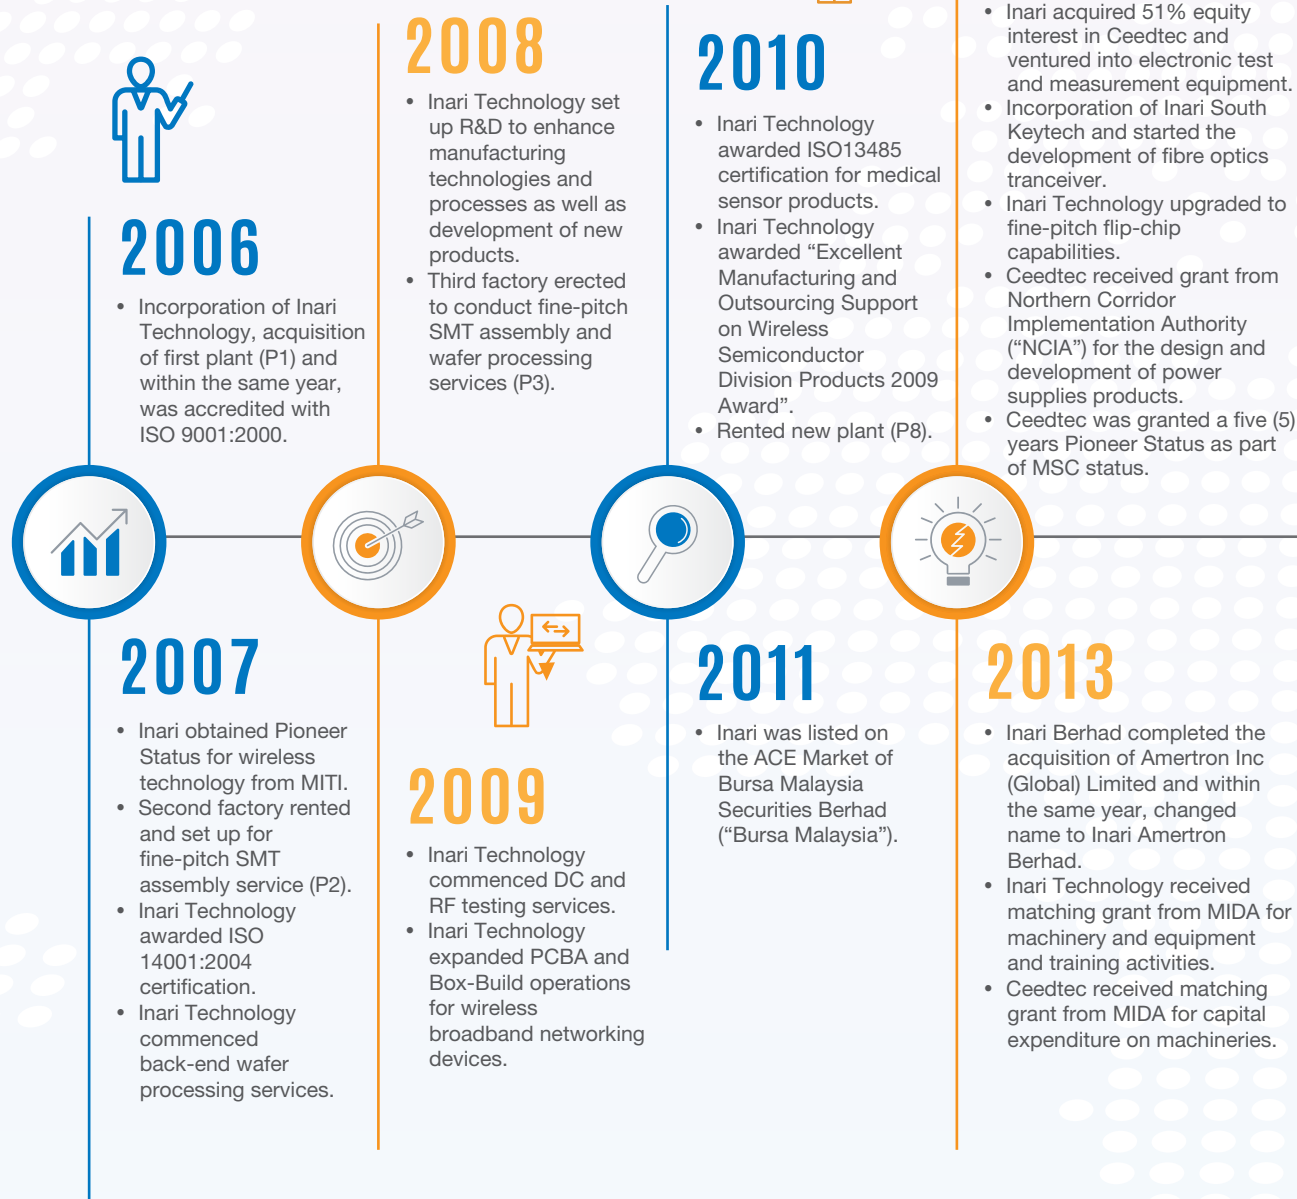 2006
• Incorporation of Inari
Technology, acquisition
of first plant (P1) and
within the same year,
was accredited with
ISO 9001:2000.
2007
• Inari obtained Pioneer
Status for wireless
technology from MITI.
• Second factory rented
and set up for
fine-pitch SMT
assembly service (P2).
• Inari Technology
awarded ISO
14001:2004
certification.
• Inari Technology
commenced
back-end wafer
processing services.
2008
• Inari Technology set
up R&D to enhance
manufacturing
technologies and
processes as well as
development of new
products.
• Third factory erected
to conduct fine-pitch
SMT assembly and
wafer processing
services (P3).
2009
• Inari Technology
commenced DC and
RF testing services.
• Inari Technology
expanded PCBA and
Box-Build operations
for wireless
broadband networking
devices.
2010
• Inari Technology
awarded ISO13485
certification for medical
sensor products.
• Inari Technology
awarded “Excellent
Manufacturing and
Outsourcing Support
on Wireless
Semiconductor
Division Products 2009
Award”.
• Rented new plant (P8).
2011
• Inari was listed on
the ACE Market of
Bursa Malaysia
Securities Berhad
(“Bursa Malaysia”).
• Inari acquired 51% equity
interest in Ceedtec and
ventured into electronic test
and measurement equipment.
• Incorporation of Inari South
Keytech and started the
development of fibre optics
tranceiver.
• Inari Technology upgraded to
fine-pitch flip-chip
capabilities.
• Ceedtec received grant from
Northern Corridor
Implementation Authority
(“NCIA”) for the design and
development of power
supplies products.
• Ceedtec was granted a five (5)
years Pioneer Status as part
of MSC status.
2013
• Inari Berhad completed the
acquisition of Amertron Inc
(Global) Limited and within
the same year, changed
name to Inari Amertron
Berhad.
• Inari Technology received
matching grant from MIDA for
machinery and equipment
and training activities.
• Ceedtec received matching
grant from MIDA for capital
expenditure on machineries.